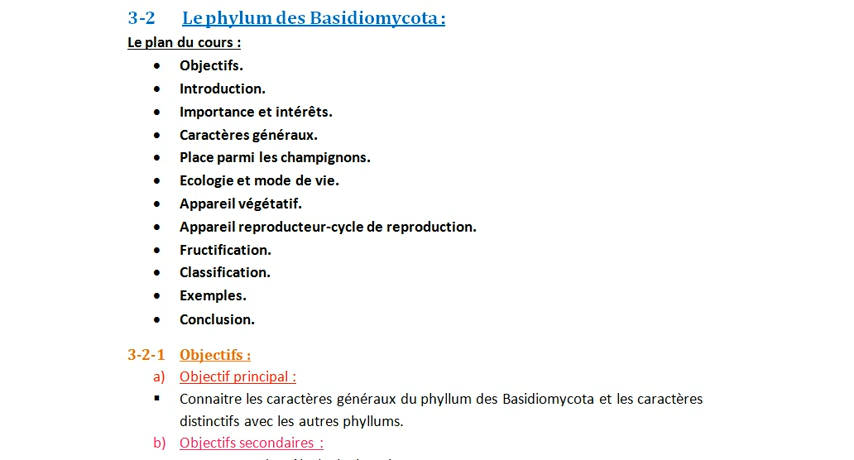 3-2 Le phylum des Basidiomycota :
Le plan du cours :
• Objectifs.
• Introduction.
• Importance et intérêts.
• Caractères généraux.
• Place parmi les champignons.
• Ecologie et mode de vie.
• Appareil végétatif.
• Appareil reproducteur-cycle de reproduction.
• Fructification.
• Classification.
• Exemples.
• Conclusion.
3-2-1 Objectifs :
a) Objectif principal :
▪ Connaitre les caractères généraux du phyllum des Basidiomycota et les caractères
distinctifs avec les autres phyllums.
b) Objectifs secondaires :